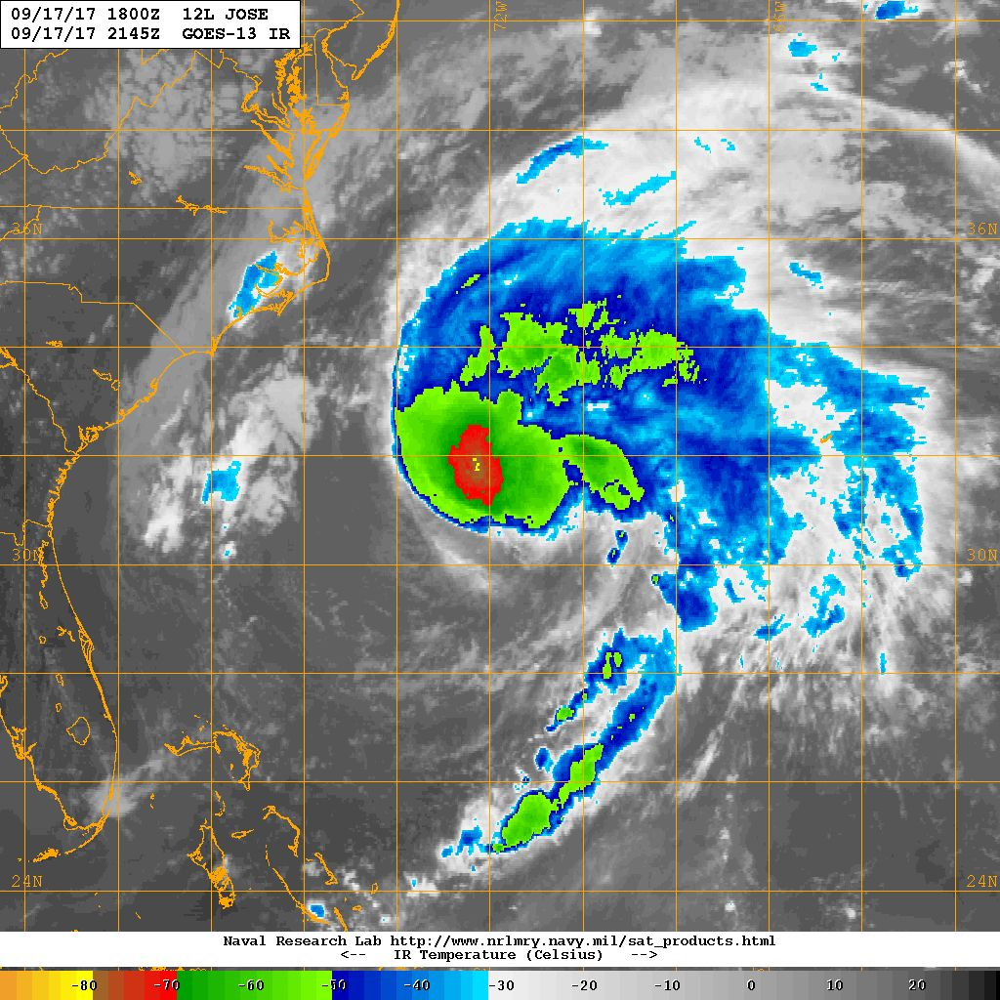 09/17/17 1800Z 12L JOSE
09/17/17 2145Z GOES-13 IR
72W
66W
36N 36N
30N 30N
24N 24N
Naval Research Lab http://www.nrlmry.navy.mil/sat_products.html
<-- IR Temperature (Celsius) -->
-80 -70 -60 -50 -40 -30 -20 -10 0 10 20